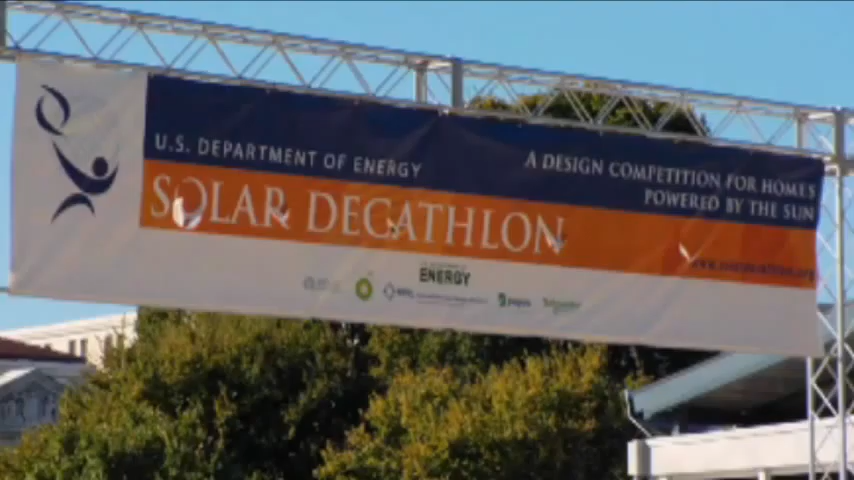 U.S. DEPARTMENT OF ENERGY
SOLAR DECATHLON
A DESIGN COMPETITION FOR HOMES
POWERED BY THE SUN
ENERGY